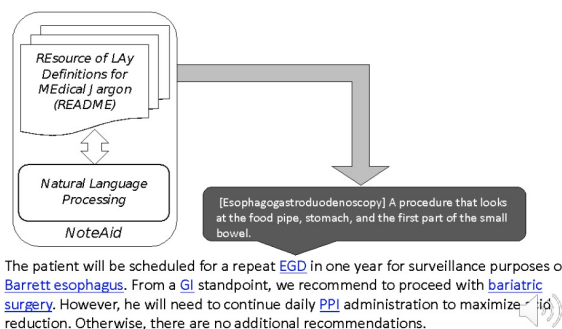 REsource of LAy
Definitions for
MEdical Jargon
(README)
Natural Language
Processing
NoteAid
[Esophagogastroduodenoscopy] A procedure that looks
at the food pipe, stomach, and the first part of the small
bowel.
The patient will be scheduled for a repeat EGD in one year for surveillance purposes o
Barrett esophagus. From a GI standpoint, we recommend to proceed with bariatric
surgery. However, he will need to continue daily PPI administration to maximize acid
reduction. Otherwise, there are no additional recommendations.